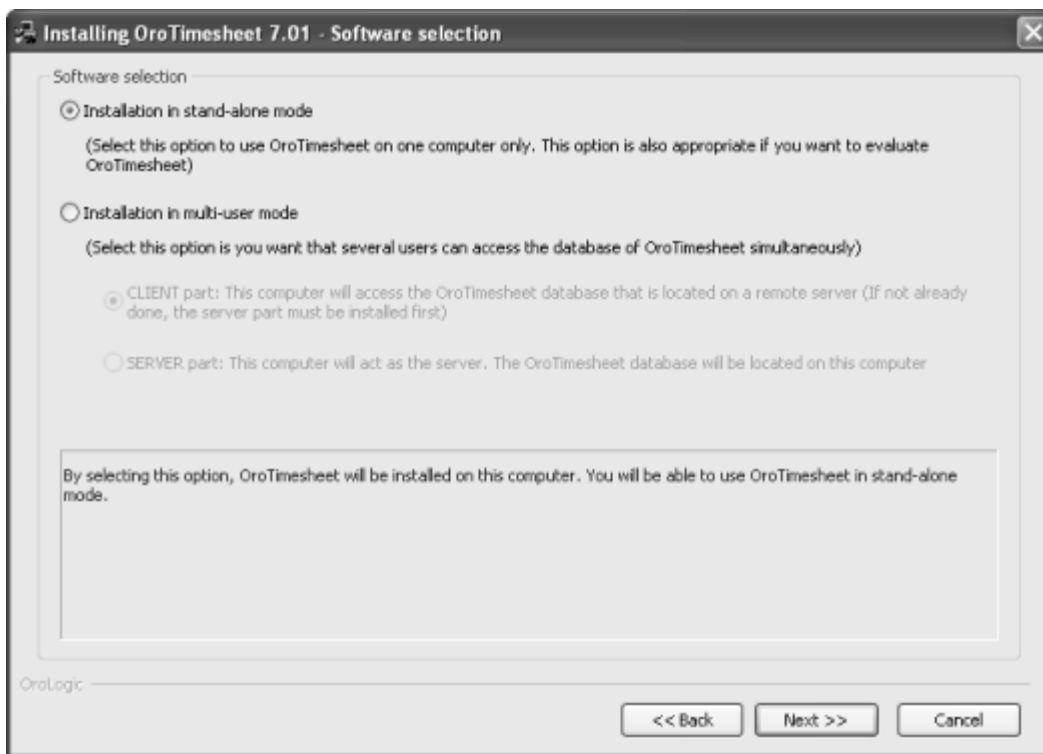 Installing OroTimesheet 7.01 - Software selection
Software selection
Installation in stand-alone mode
(Select this option to use OroTimesheet on one computer only. This option is also appropriate if you want to evaluate
OroTimesheet)
Installation in multi-user mode
(Select this option is you want that several users can access the database of OroTimesheet simultaneously)
CLIENT part: This computer will access the OroTimesheet database that is located on a remote server (If not already
done, the server part must be installed first)
SERVER part: This computer will act as the server. The OroTimesheet database will be located on this computer
By selecting this option, OroTimesheet will be installed on this computer. You will be able to use OroTimesheet in stand-alone
mode.
OroLogic
<< Back Next >> Cancel